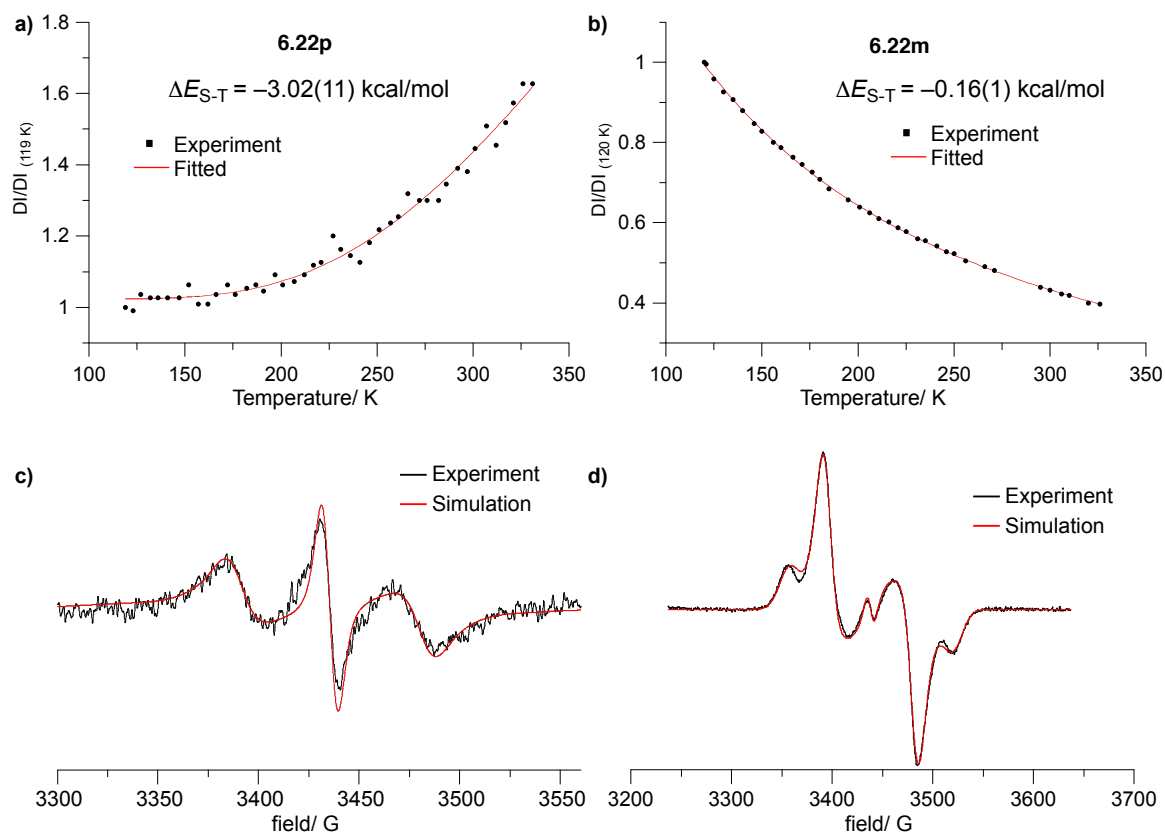 a)
6.22p
ΔES-T = –3.02(11) kcal/mol
Experiment
Fitted
DI/DI (119 K)
1.8
1.6
1.4
1.2
1
100 150 200 250 300 350
Temperature/ K
b)
6.22m
ΔES-T = –0.16(1) kcal/mol
Experiment
Fitted
DI/DI (120 K)
1
0.8
0.6
0.4
100 150 200 250 300 350
Temperature/ K
c)
Experiment
Simulation
3300 3350 3400 3450 3500 3550
field/ G
d)
Experiment
Simulation
3200 3300 3400 3500 3600 3700
field/ G